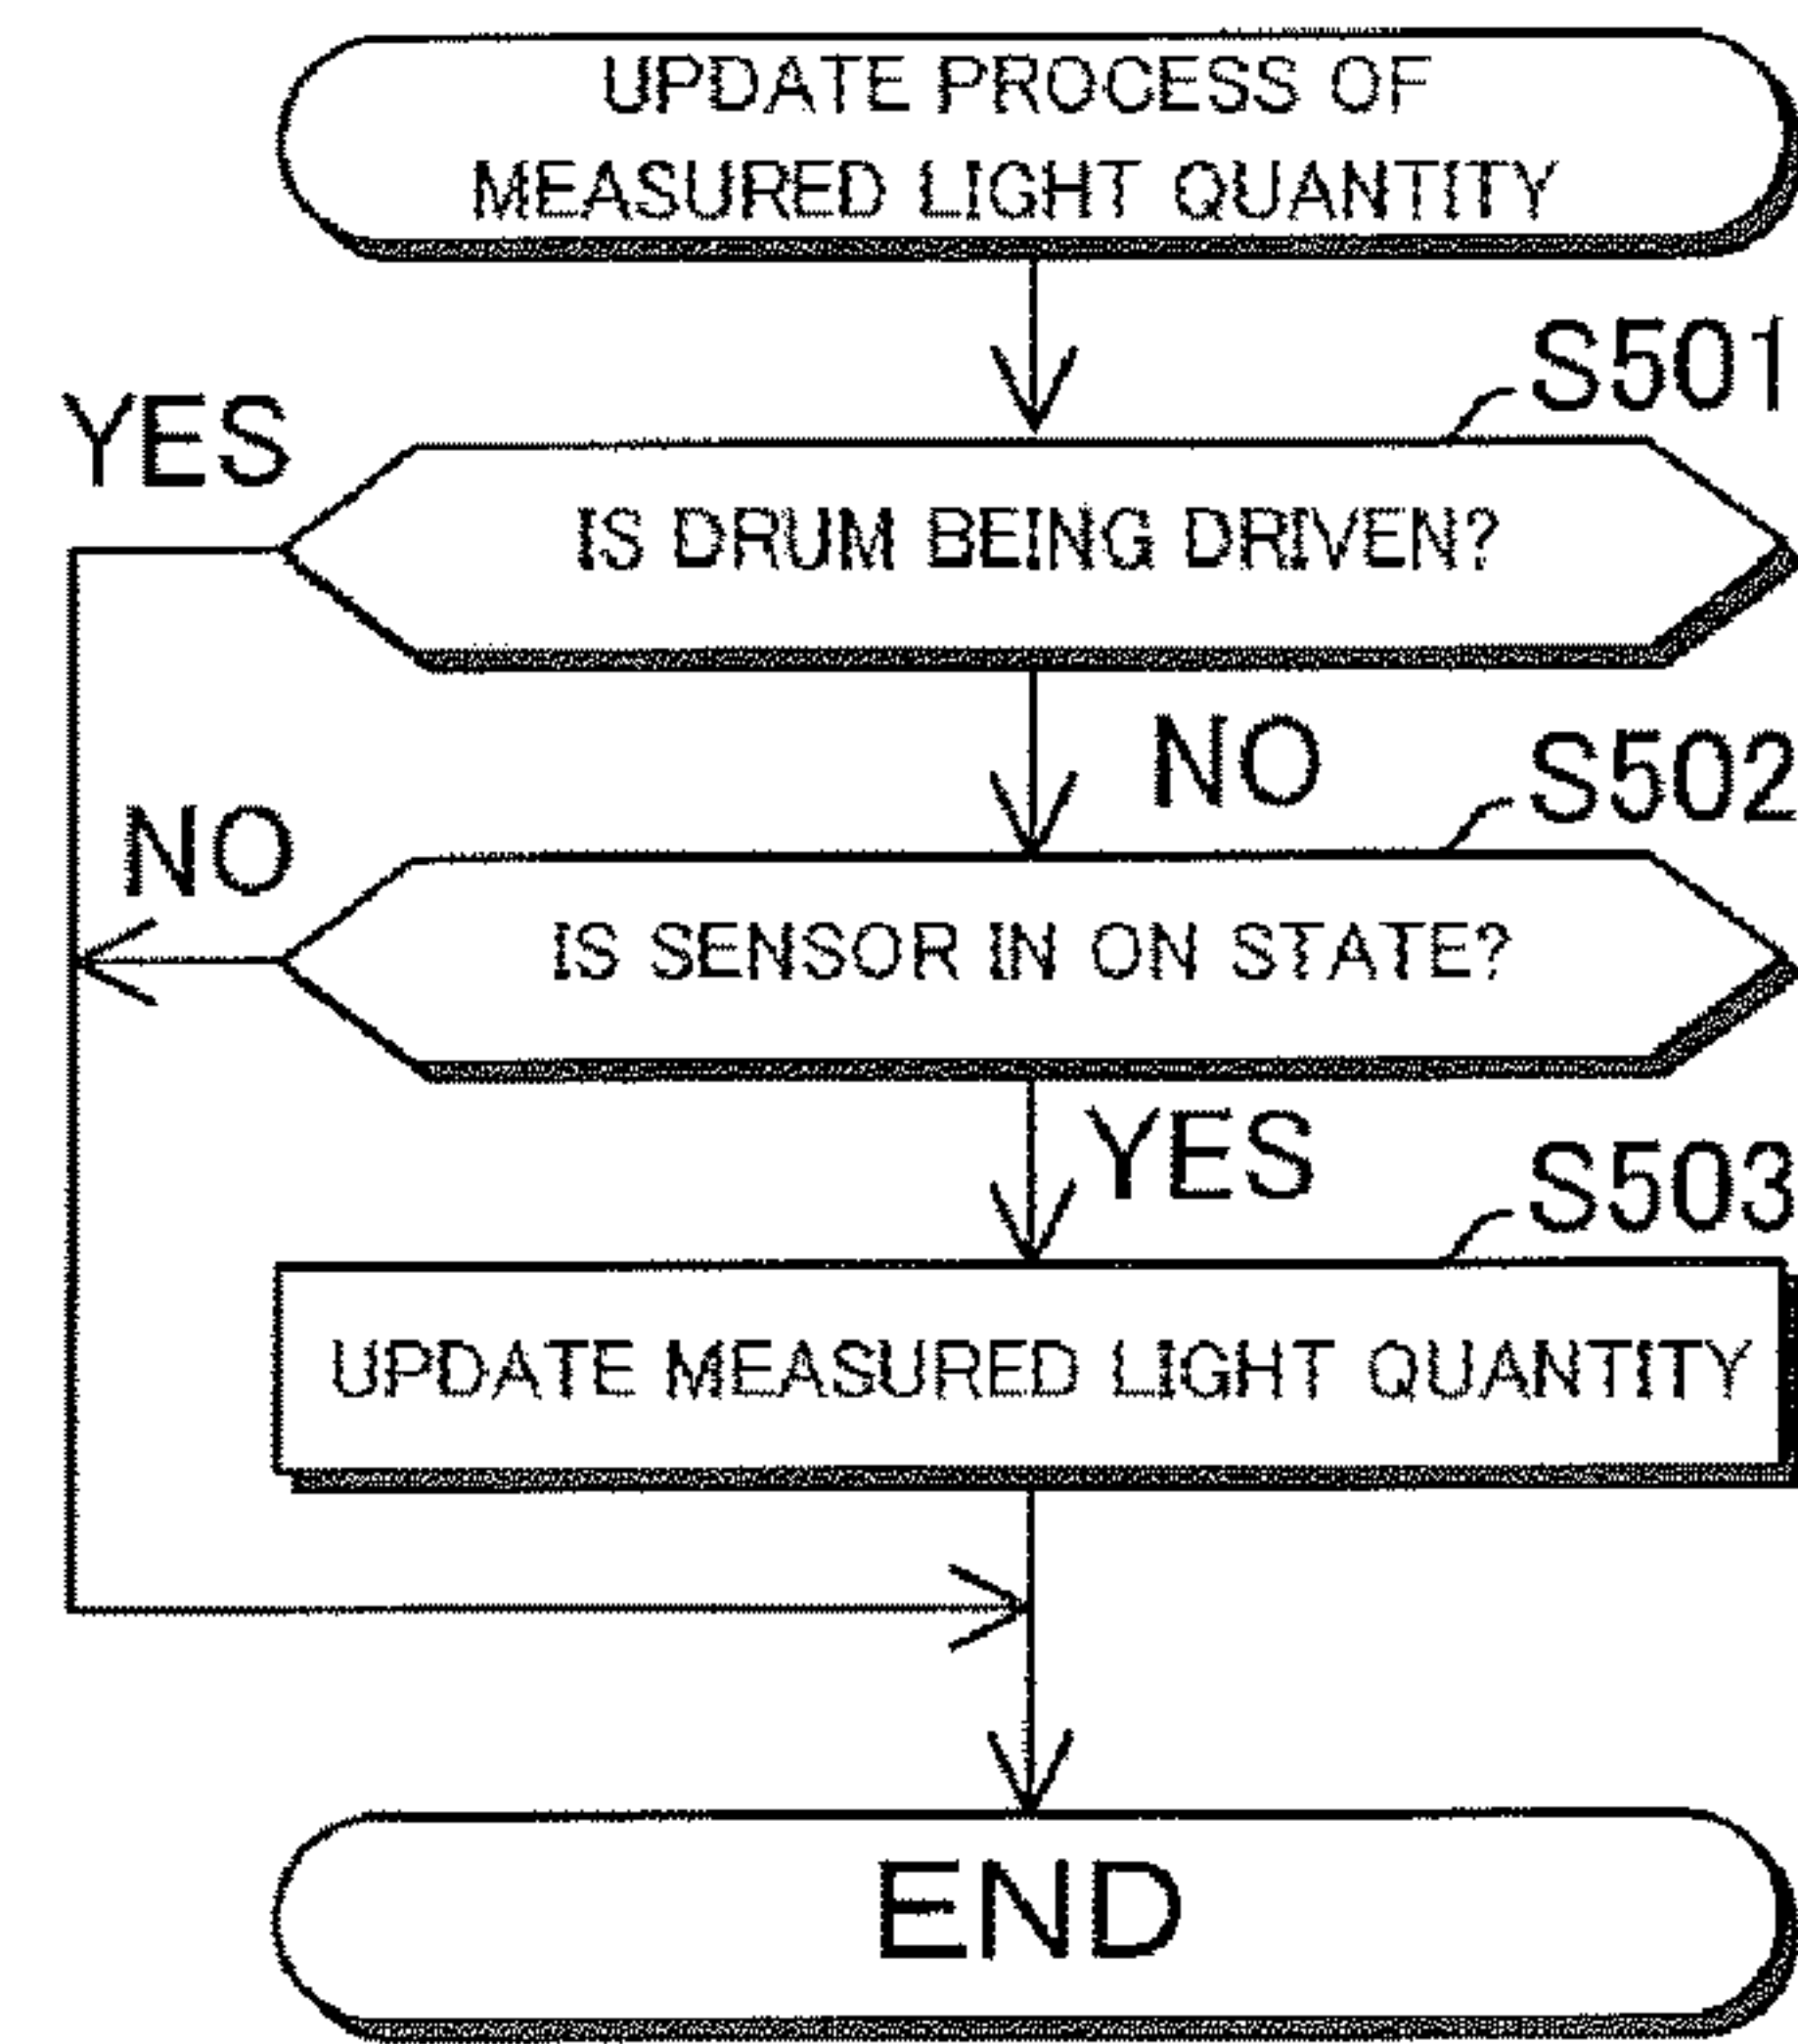 UPDATE PROCESS OF
MEASURED LIGHT QUANTITY
S501
YES
IS DRUM BEING DRIVEN?
NO
S502
NO
IS SENSOR IN ON STATE?
YES
S503
UPDATE MEASURED LIGHT QUANTITY
END